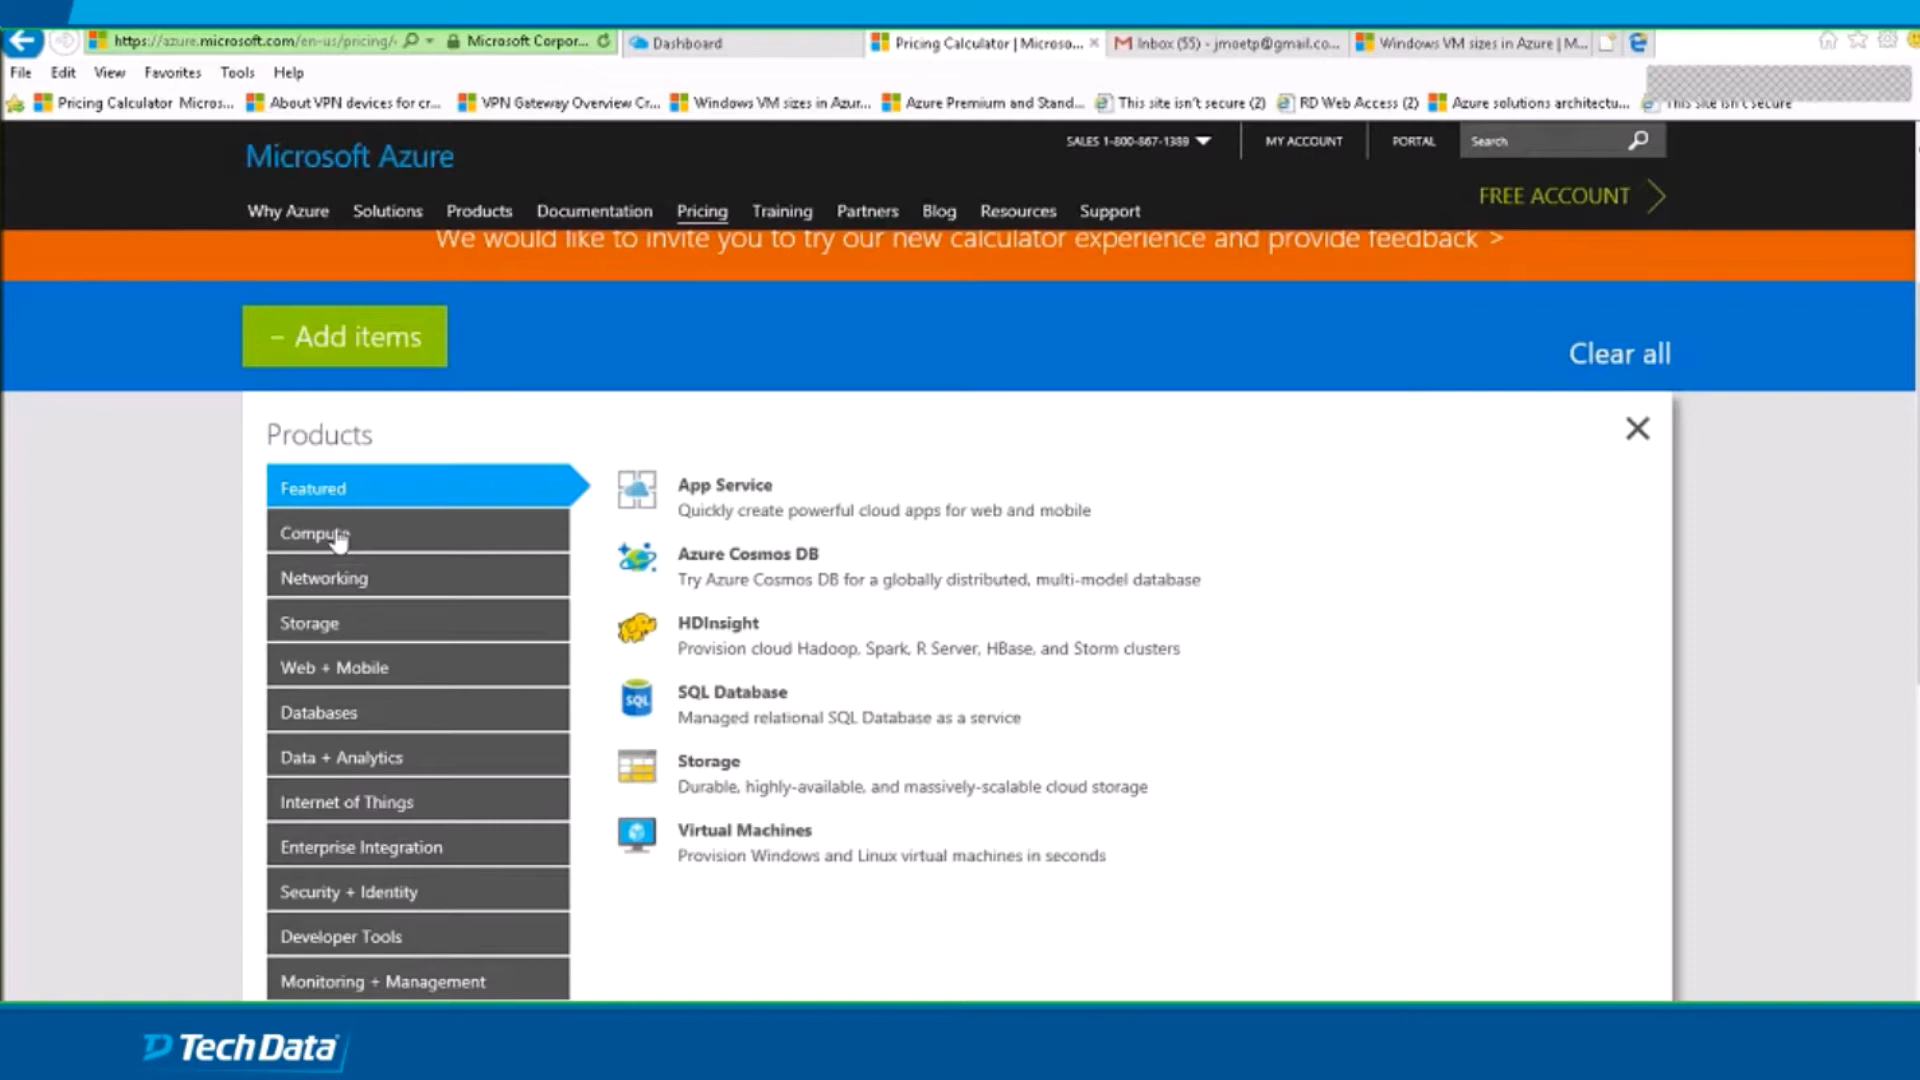 https://azure.microsoft.com/en-us/pricing/
Microsoft Corpor...
Dashboard
Pricing Calculator | Microso...
Inbox (55) - jmoetp@gmail.co...
Windows VM sizes in Azure | M...
File Edit View Favorites Tools Help
Pricing Calculator Micros...
About VPN devices for cr...
VPN Gateway Overview Cr...
Windows VM sizes in Azur...
Azure Premium and Stand...
This site isn't secure (2)
RD Web Access (2)
Azure solutions architectu...
This site isn't secure
Microsoft Azure
SALES 1-800-867-1389
MY ACCOUNT
PORTAL
Search
FREE ACCOUNT
Why Azure Solutions Products Documentation Pricing Training Partners Blog Resources Support
We would like to invite you to try our new calculator experience and provide feedback >
– Add items
Clear all
Products
Featured
Compute
Networking
Storage
Web + Mobile
Databases
Data + Analytics
Internet of Things
Enterprise Integration
Security + Identity
Developer Tools
Monitoring + Management
App Service
Quickly create powerful cloud apps for web and mobile
Azure Cosmos DB
Try Azure Cosmos DB for a globally distributed, multi-model database
HDInsight
Provision cloud Hadoop, Spark, R Server, HBase, and Storm clusters
SQL
SQL Database
Managed relational SQL Database as a service
Storage
Durable, highly-available, and massively-scalable cloud storage
Virtual Machines
Provision Windows and Linux virtual machines in seconds
Tech Data